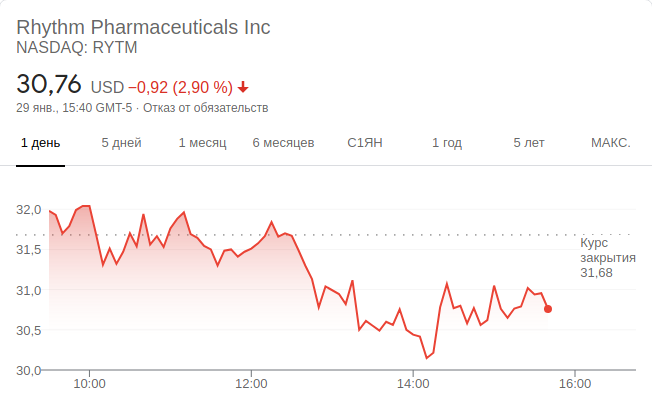 Rhythm Pharmaceuticals Inc
NASDAQ: RYTM
30,76 USD −0,92 (2,90 %)
29 янв., 15:40 GMT-5 · Отказ от обязательств
1 день 5 дней 1 месяц 6 месяцев С1ЯН 1 год 5 лет МАКС.
32,0
Курс
31,5
закрытия
31,68
31,0
30,5
30,0
10:00 12:00 14:00 16:00